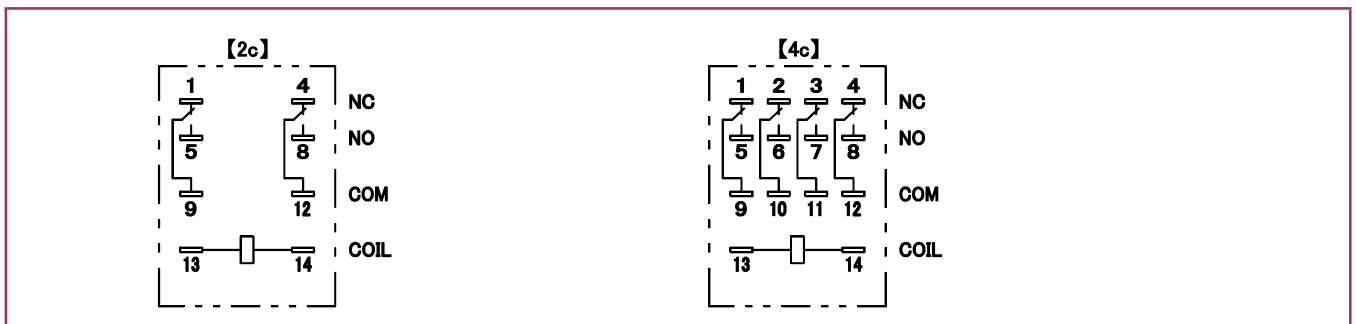 【2c】
1 4 NC
5 8 NO
9 12 COM
13 14 COIL
【4c】
1 2 3 4 NC
5 6 7 8 NO
9 10 11 12 COM
13 14 COIL